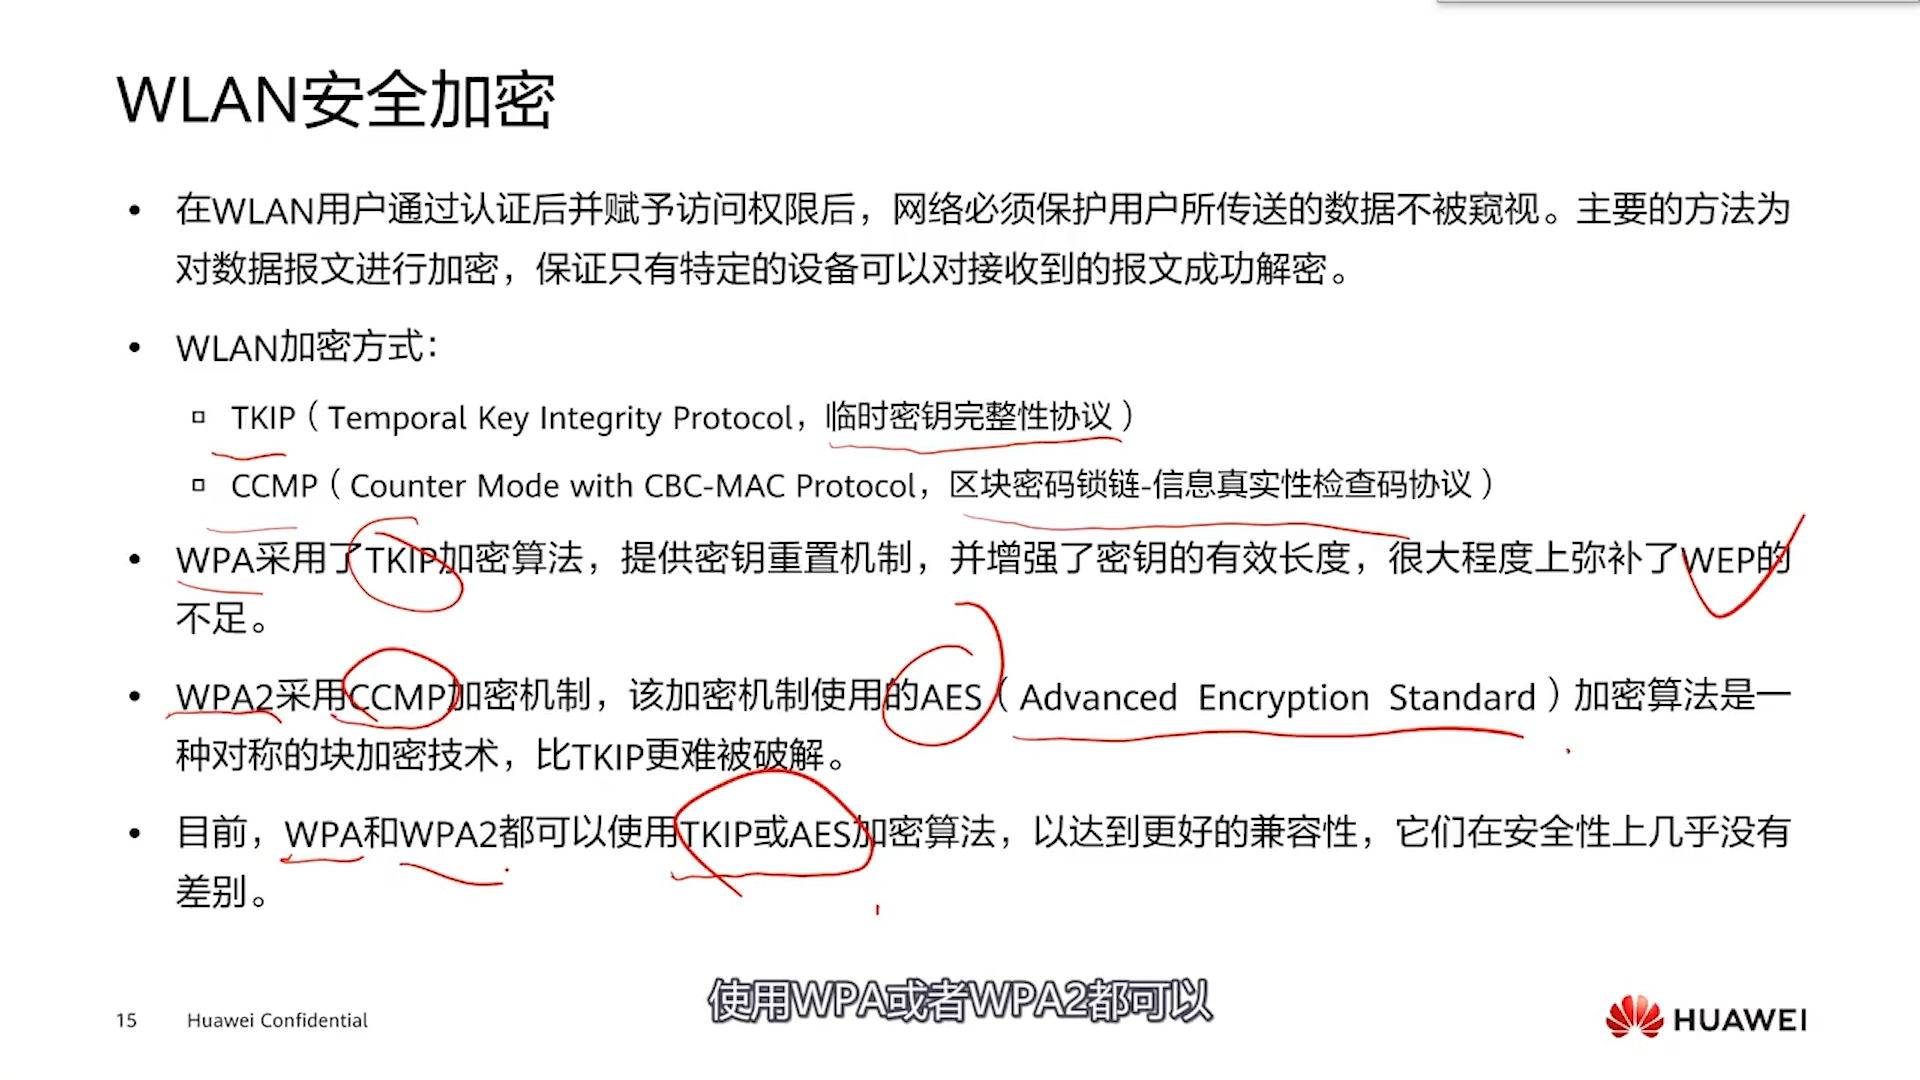 WLAN安全加密
• 在WLAN用户通过认证后并赋予访问权限后，网络必须保护用户所传送的数据不被窥视。主要的方法为
对数据报文进行加密，保证只有特定的设备可以对接收到的报文成功解密。
• WLAN加密方式：
▫ TKIP（Temporal Key Integrity Protocol，临时密钥完整性协议）
▫ CCMP（Counter Mode with CBC-MAC Protocol，区块密码锁链-信息真实性检查码协议）
• WPA采用了TKIP加密算法，提供密钥重置机制，并增强了密钥的有效长度，很大程度上弥补了WEP的
不足。
• WPA2采用CCMP加密机制，该加密机制使用的AES（Advanced Encryption Standard）加密算法是一
种对称的块加密技术，比TKIP更难被破解。
• 目前，WPA和WPA2都可以使用TKIP或AES加密算法，以达到更好的兼容性，它们在安全性上几乎没有
差别。
使用WPA或者WPA2都可以
15 Huawei Confidential
HUAWEI